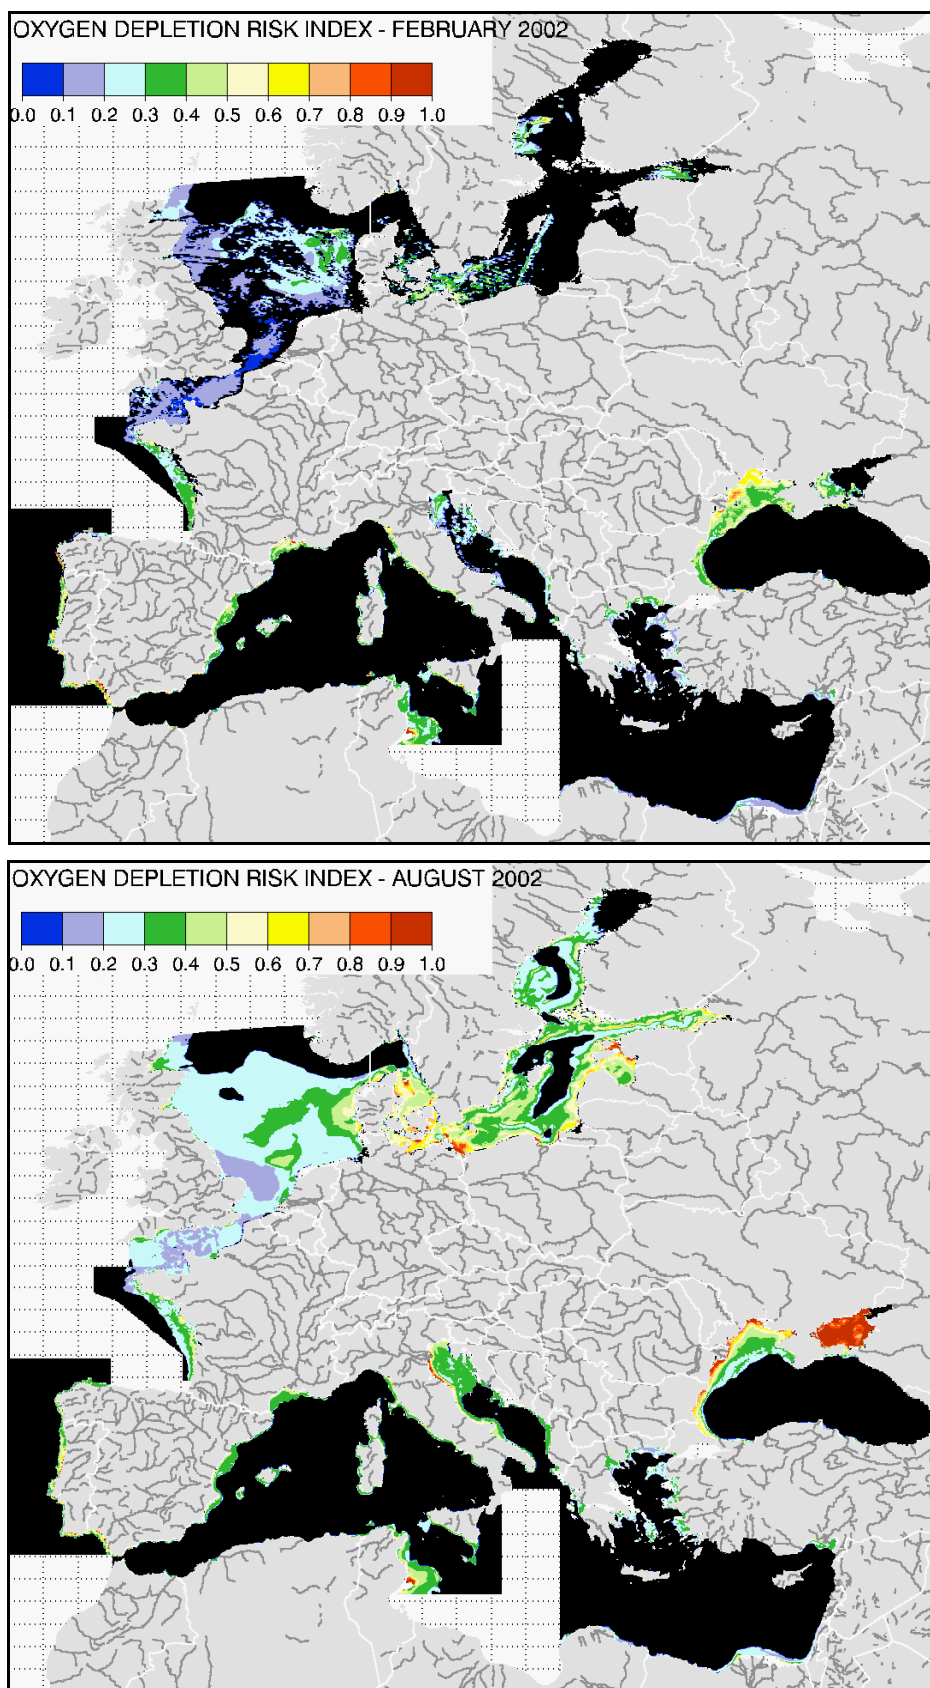 OXYGEN DEPLETION RISK INDEX - FEBRUARY 2002
0.0 0.1 0.2 0.3 0.4 0.5 0.6 0.7 0.8 0.9 1.0
OXYGEN DEPLETION RISK INDEX - AUGUST 2002
0.0 0.1 0.2 0.3 0.4 0.5 0.6 0.7 0.8 0.9 1.0